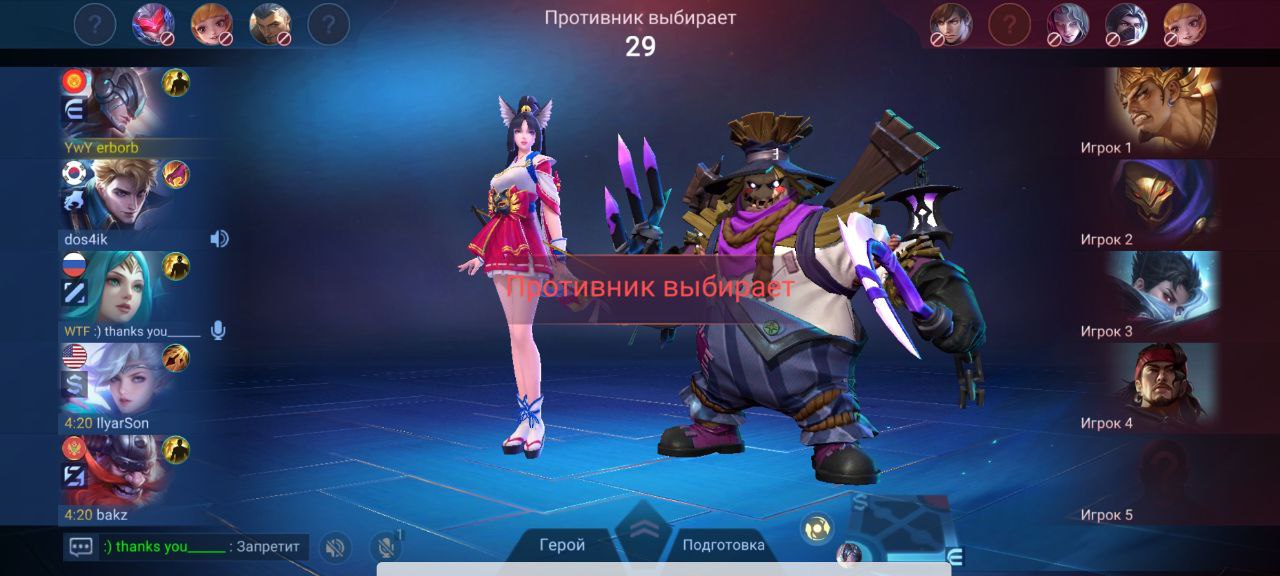 ?
?
Противник выбирает
29
?
YwY erborb
dos4ik
WTF :) thanks you_____
4:20 IlyarSon
4:20 bakz
Противник выбирает
Игрок 1
Игрок 2
Игрок 3
Игрок 4
Игрок 5
:) thanks you_____ : Запретит
1
Герой
Подготовка